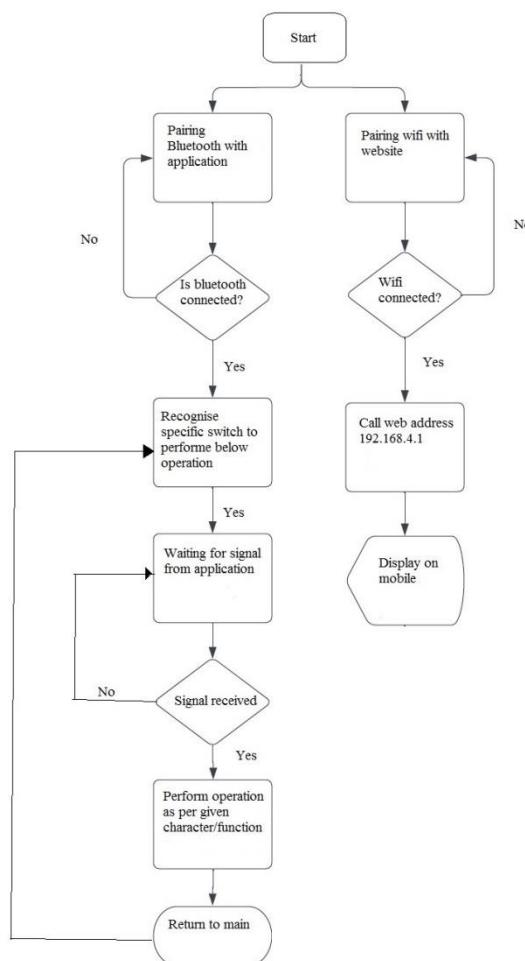 Start
Pairing
Bluetooth with
application
Pairing wifi with
website
No
No
Is bluetooth
connected?
Wifi
connected?
Yes
Yes
Recognise
specific switch to
performe below
operation
Call web address
192.168.4.1
Yes
Waiting for signal
from application
Display on
mobile
No
Signal received
Yes
Perform operation
as per given
character/function
Return to main